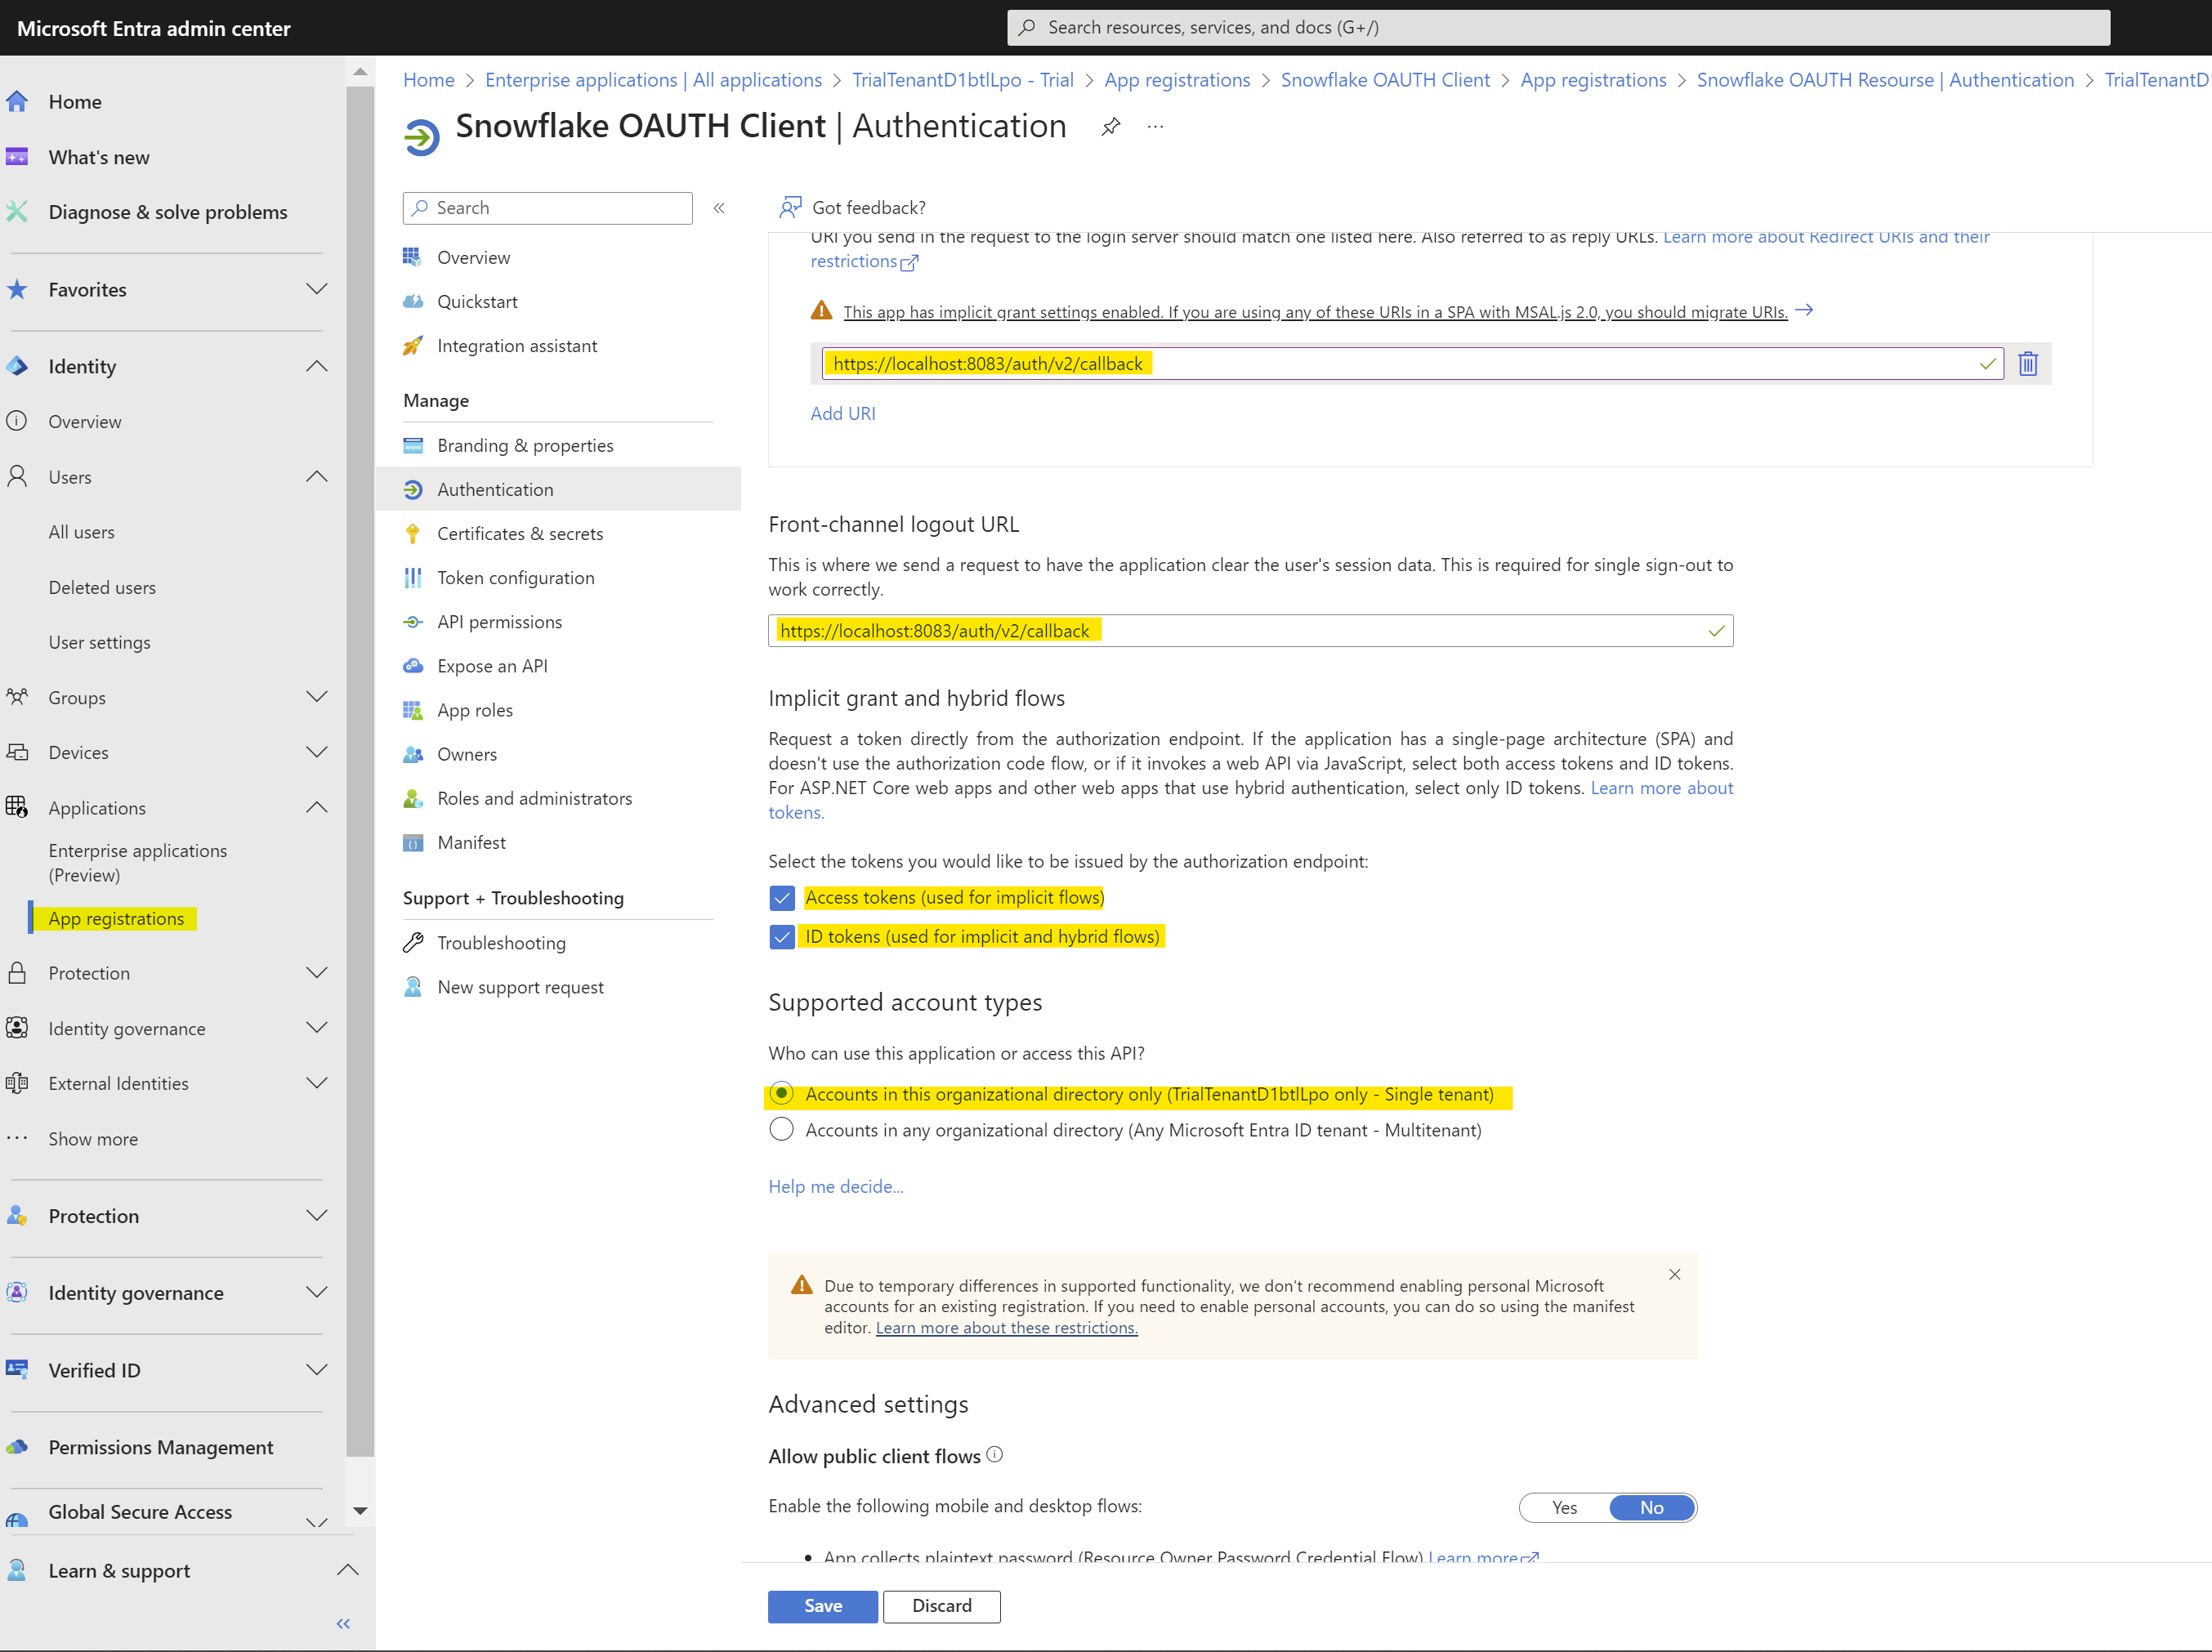 Microsoft Entra admin center
Search resources, services, and docs (G+/)
Home
What's new
Diagnose & solve problems
Favorites
Identity
Overview
Users
All users
Deleted users
User settings
Groups
Devices
Applications
Enterprise applications
(Preview)
App registrations
Protection
Identity governance
External Identities
Show more
Protection
Identity governance
Verified ID
Permissions Management
Global Secure Access
Learn & support
Home > Enterprise applications | All applications > TrialTenantD1btlLpo - Trial > App registrations > Snowflake OAUTH Client > App registrations > Snowflake OAUTH Resourse | Authentication > TrialTenantD
Snowflake OAUTH Client | Authentication
Search
Overview
Quickstart
Integration assistant
Manage
Branding & properties
Authentication
Certificates & secrets
Token configuration
API permissions
Expose an API
App roles
Owners
Roles and administrators
Manifest
Support + Troubleshooting
Troubleshooting
New support request
Got feedback?
URI you send in the request to the login server should match one listed here. Also referred to as reply URLs. Learn more about Redirect URIs and their
restrictions
This app has implicit grant settings enabled. If you are using any of these URIs in a SPA with MSAL.js 2.0, you should migrate URIs.
https://localhost:8083/auth/v2/callback
Add URI
Front-channel logout URL
This is where we send a request to have the application clear the user's session data. This is required for single sign-out to
work correctly.
https://localhost:8083/auth/v2/callback
Implicit grant and hybrid flows
Request a token directly from the authorization endpoint. If the application has a single-page architecture (SPA) and
doesn't use the authorization code flow, or if it invokes a web API via JavaScript, select both access tokens and ID tokens.
For ASP.NET Core web apps and other web apps that use hybrid authentication, select only ID tokens. Learn more about
tokens.
Select the tokens you would like to be issued by the authorization endpoint:
Access tokens (used for implicit flows)
ID tokens (used for implicit and hybrid flows)
Supported account types
Who can use this application or access this API?
Accounts in this organizational directory only (TrialTenantD1btlLpo only - Single tenant)
Accounts in any organizational directory (Any Microsoft Entra ID tenant - Multitenant)
Help me decide...
Due to temporary differences in supported functionality, we don't recommend enabling personal Microsoft
accounts for an existing registration. If you need to enable personal accounts, you can do so using the manifest
editor. Learn more about these restrictions.
Advanced settings
Allow public client flows
Enable the following mobile and desktop flows:
Yes
No
• App collects plaintext password (Resource Owner Password Credential Flow) Learn more
Save
Discard